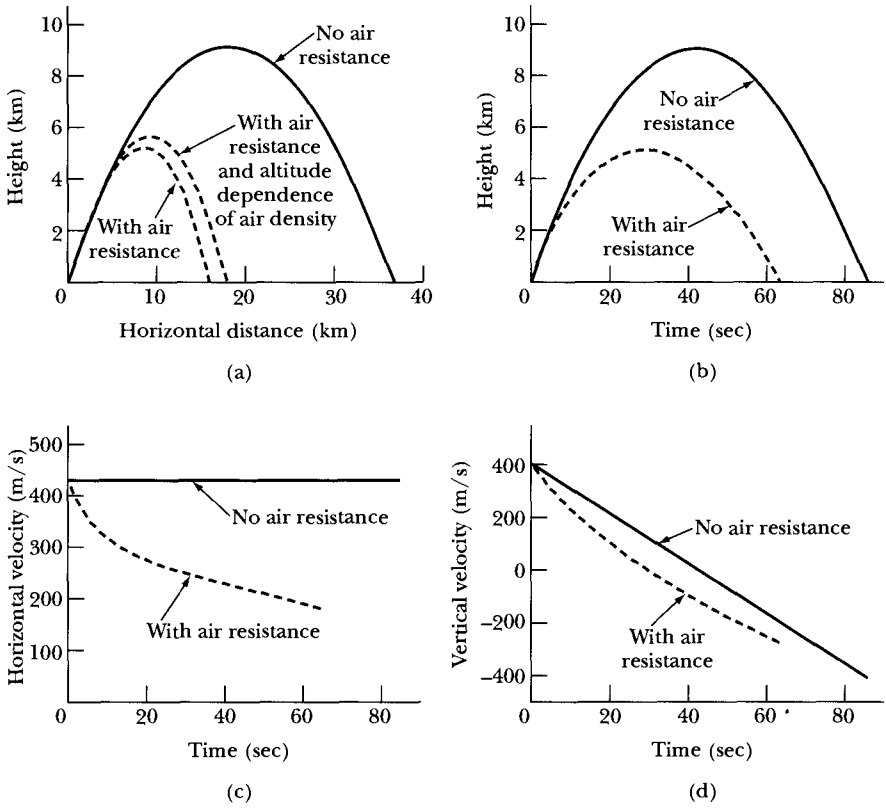 10
8
6
4
2
0
10
20
30
40
Height (km)
Horizontal distance (km)
No air
resistance
With air
resistance
and altitude
dependence
of air density
With air
resistance
(a)
10
8
6
4
2
0
20
40
60
80
Height (km)
Time (sec)
No air
resistance
With air
resistance
(b)
500
400
300
200
100
0
20
40
60
80
Horizontal velocity (m/s)
Time (sec)
No air resistance
With air resistance
(c)
400
200
0
−200
−400
0
20
40
60
80
Vertical velocity (m/s)
Time (sec)
No air resistance
With air
resistance
(d)